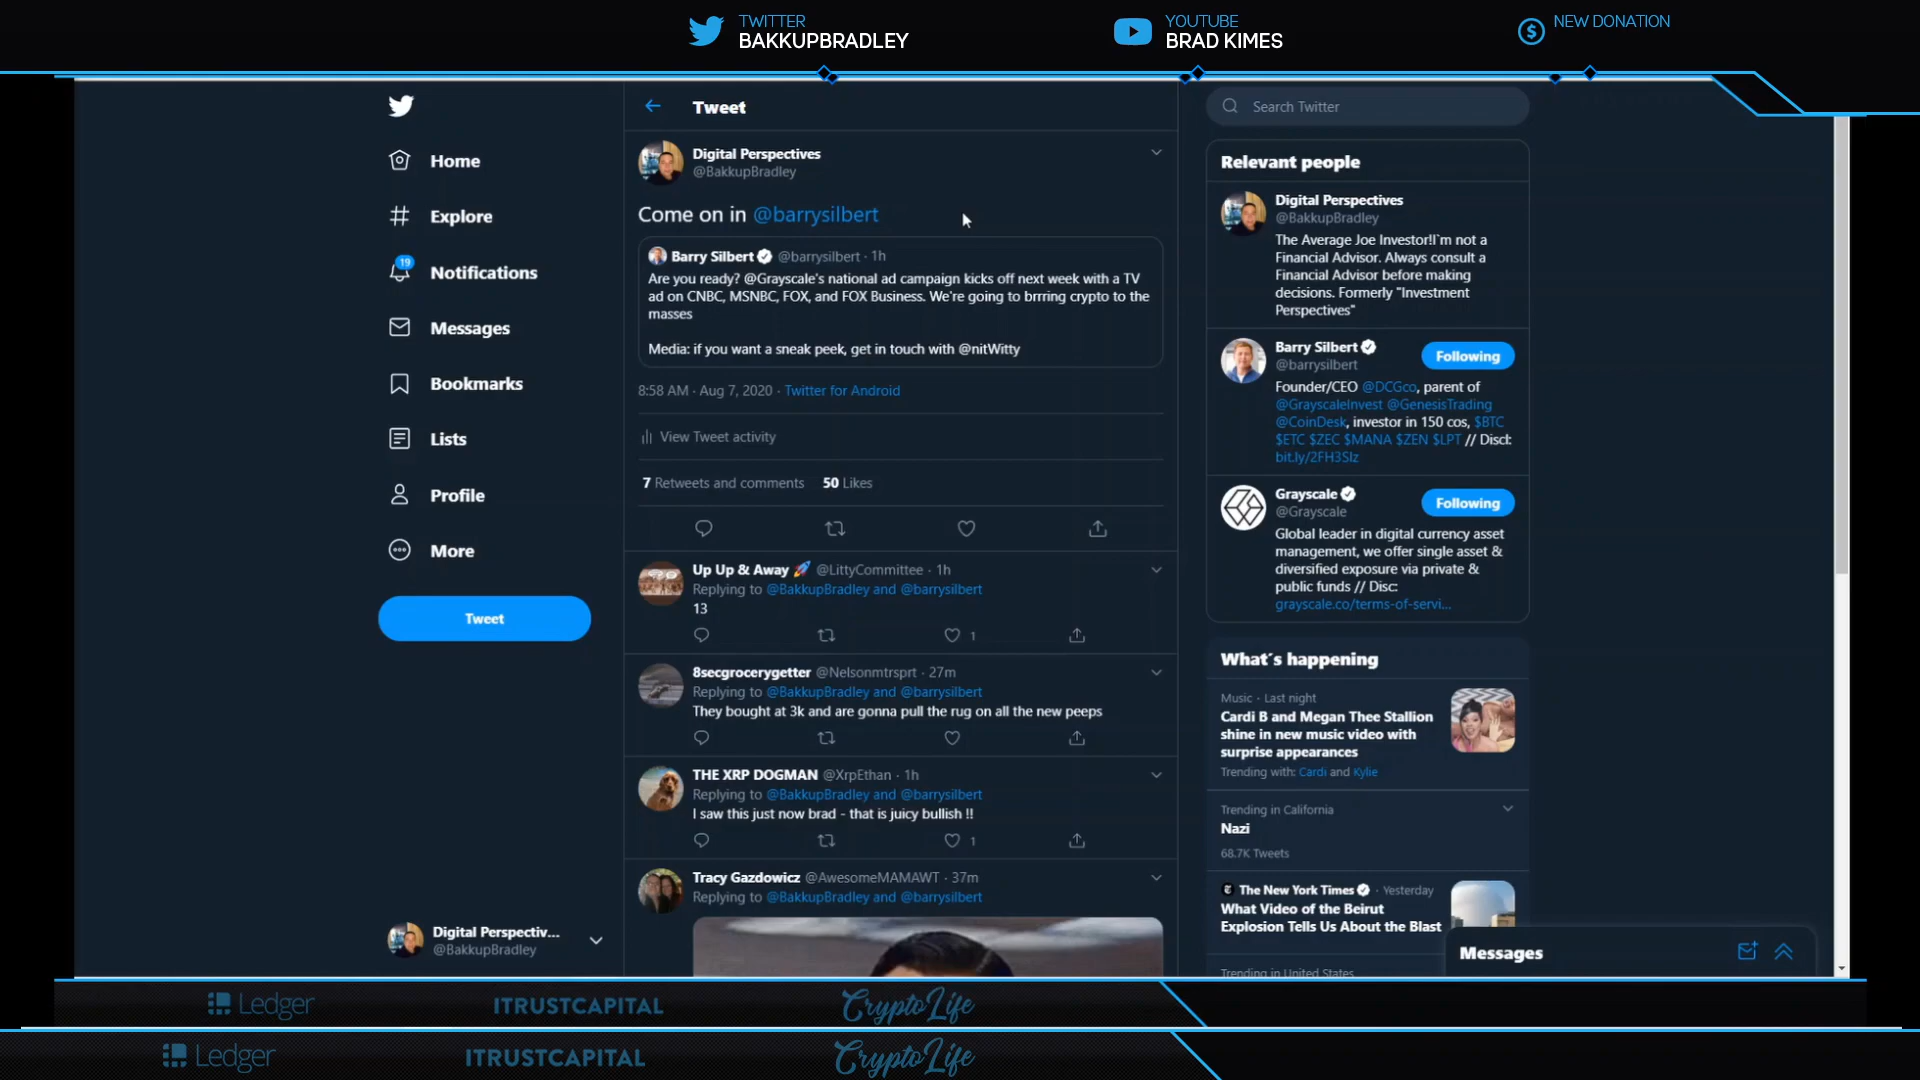 TWITTER
BAKKUPBRADLEY
YOUTUBE
BRAD KIMES
NEW DONATION
Home
Explore
19
Notifications
Messages
Bookmarks
Lists
Profile
More
Tweet
Digital Perspectiv...
@BakkupBradley
Tweet
Digital Perspectives
@BakkupBradley
Come on in @barrysilbert
Barry Silbert @barrysilbert · 1h
Are you ready? @Grayscale's national ad campaign kicks off next week with a TV
ad on CNBC, MSNBC, FOX, and FOX Business. We're going to brrring crypto to the
masses
Media: if you want a sneak peek, get in touch with @nitWitty
8:58 AM · Aug 7, 2020 · Twitter for Android
View Tweet activity
7 Retweets and comments 50 Likes
Up Up & Away 🚀 @LittyCommittee · 1h
Replying to @BakkupBradley and @barrysilbert
13
1
8secgrocerygetter @Nelsonmtrsprt · 27m
Replying to @BakkupBradley and @barrysilbert
They bought at 3k and are gonna pull the rug on all the new peeps
THE XRP DOGMAN @XrpEthan · 1h
Replying to @BakkupBradley and @barrysilbert
I saw this just now brad - that is juicy bullish !!
1
Tracy Gazdowicz @AwesomeMAMAWT · 37m
Replying to @BakkupBradley and @barrysilbert
Search Twitter
Relevant people
Digital Perspectives
@BakkupBradley
The Average Joe Investor!I`m not a
Financial Advisor. Always consult a
Financial Advisor before making
decisions. Formerly "Investment
Perspectives"
Barry Silbert
@barrysilbert
Following
Founder/CEO @DCGco, parent of
@GrayscaleInvest @GenesisTrading
@CoinDesk, investor in 150 cos, $BTC
$ETC $ZEC $MANA $ZEN $LPT // Discl:
bit.ly/2FH3Slz
Grayscale
@Grayscale
Following
Global leader in digital currency asset
management, we offer single asset &
diversified exposure via private &
public funds // Disc:
grayscale.co/terms-of-servi...
What's happening
Music · Last night
Cardi B and Megan Thee Stallion
shine in new music video with
surprise appearances
Trending with: Cardi and Kylie
Trending in California
Nazi
68.7K Tweets
The New York Times · Yesterday
What Video of the Beirut
Explosion Tells Us About the Blast
Trending in United States
Messages
Ledger ITRUSTCAPITAL CryptoLife
Ledger ITRUSTCAPITAL CryptoLife